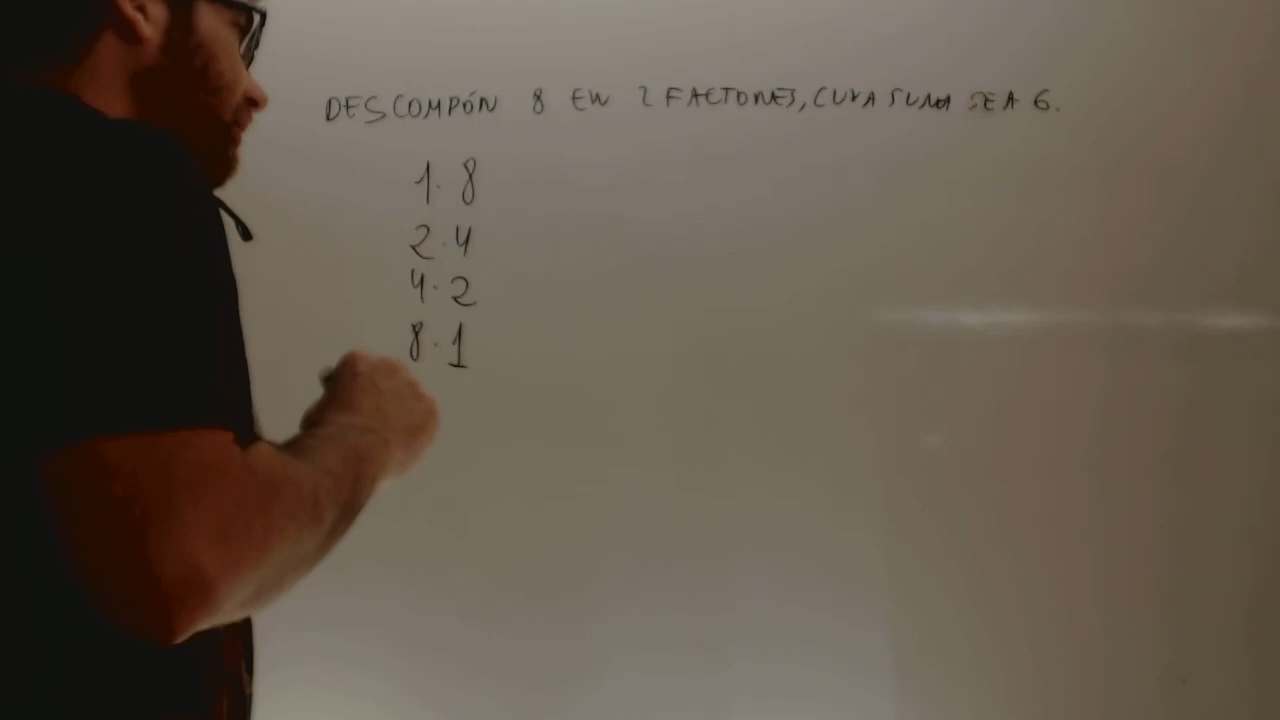 DESCOMPÓN 8 EN 2 FACTORES, CUYA SUMA SEA 6.
1·8
2·4
4·2
8·1